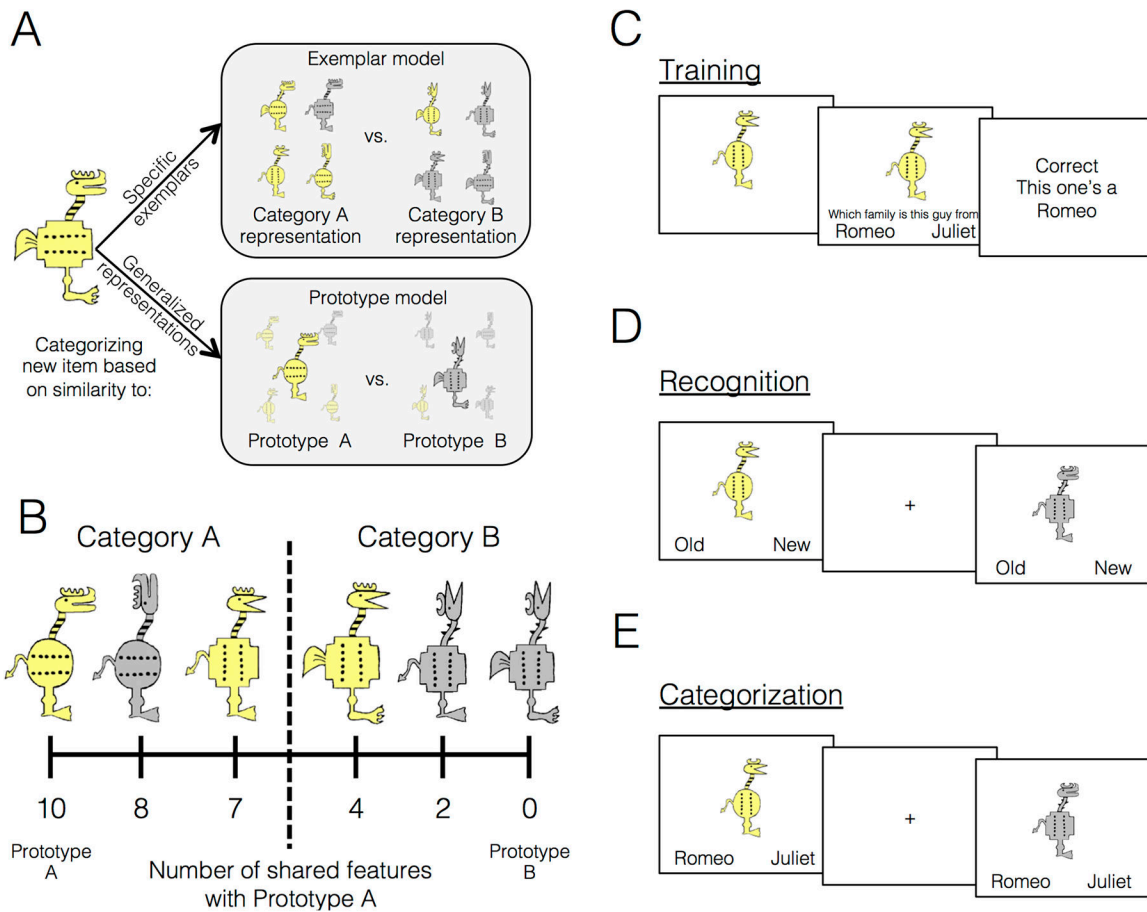 A
Exemplar model
vs.
Category A
representation
Category B
representation
Specific
exemplars
Generalized
representations
Categorizing
new item based
on similarity to:
Prototype model
vs.
Prototype A
Prototype B
B
Category A
Category B
10
8
7
4
2
0
Prototype
A
Number of shared features
with Prototype A
Prototype
B
C
Training
Which family is this guy from
Romeo Juliet
Correct
This one's a
Romeo
D
Recognition
Old New
+
Old New
E
Categorization
Romeo Juliet
+
Romeo Juliet